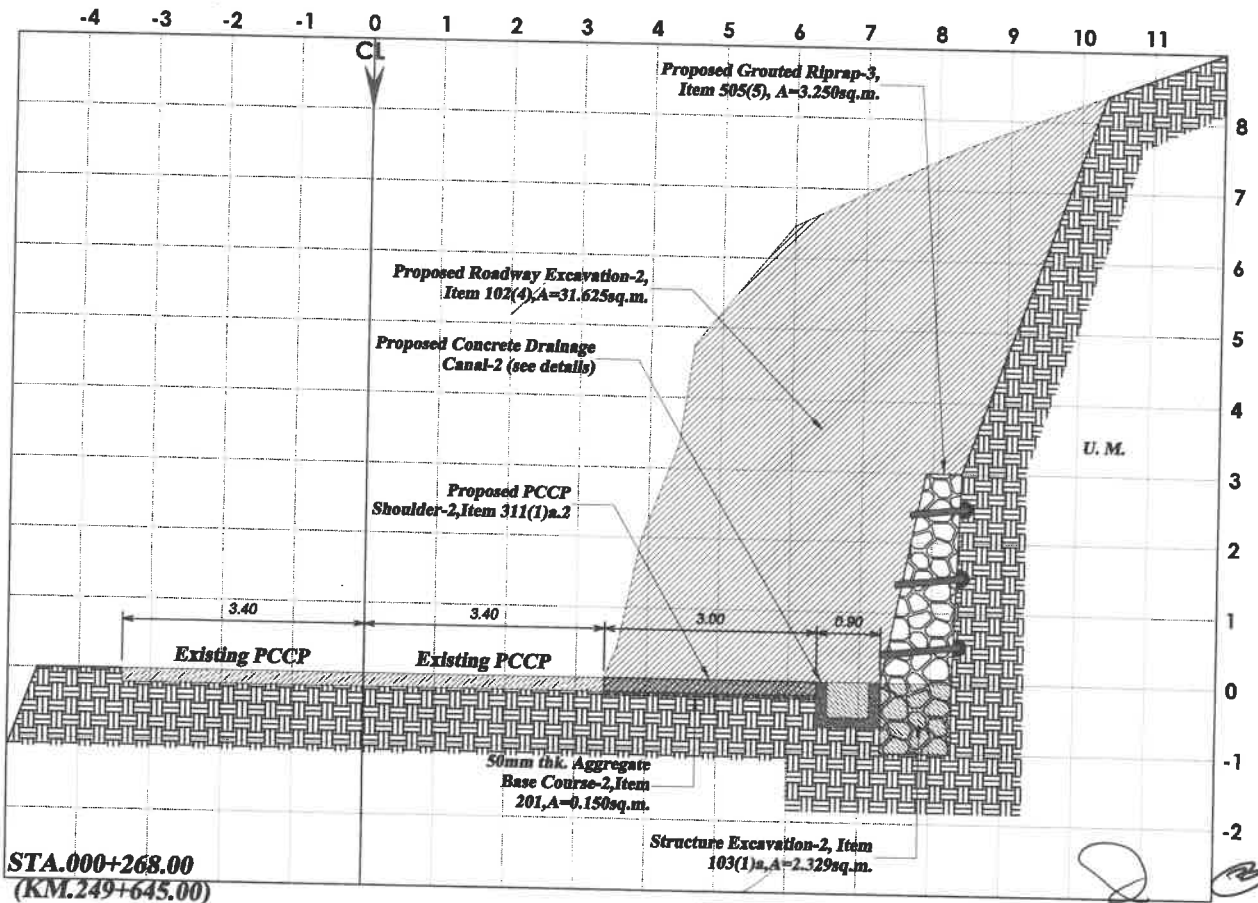 -4 -3 -2 -1 0 1 2 3 4 5 6 7 8 9 10 11
CL
Proposed Grouted Riprap-3,
Item 505(5), A=3.250sq.m.
8
7
6
5
4
3
2
1
0
-1
-2
Proposed Roadway Excavation-2,
Item 102(4),A=31.625sq.m.
Proposed Concrete Drainage
Canal-2 (see details)
U. M.
Proposed PCCP
Shoulder-2,Item 311(1)a.2
3.40 3.40 3.00 0.90
Existing PCCP Existing PCCP
50mm thk. Aggregate
Base Course-2,Item
201,A=0.150sq.m.
Structure Excavation-2, Item
103(1)a,A=2.329sq.m.
STA.000+268.00
(KM.249+645.00)